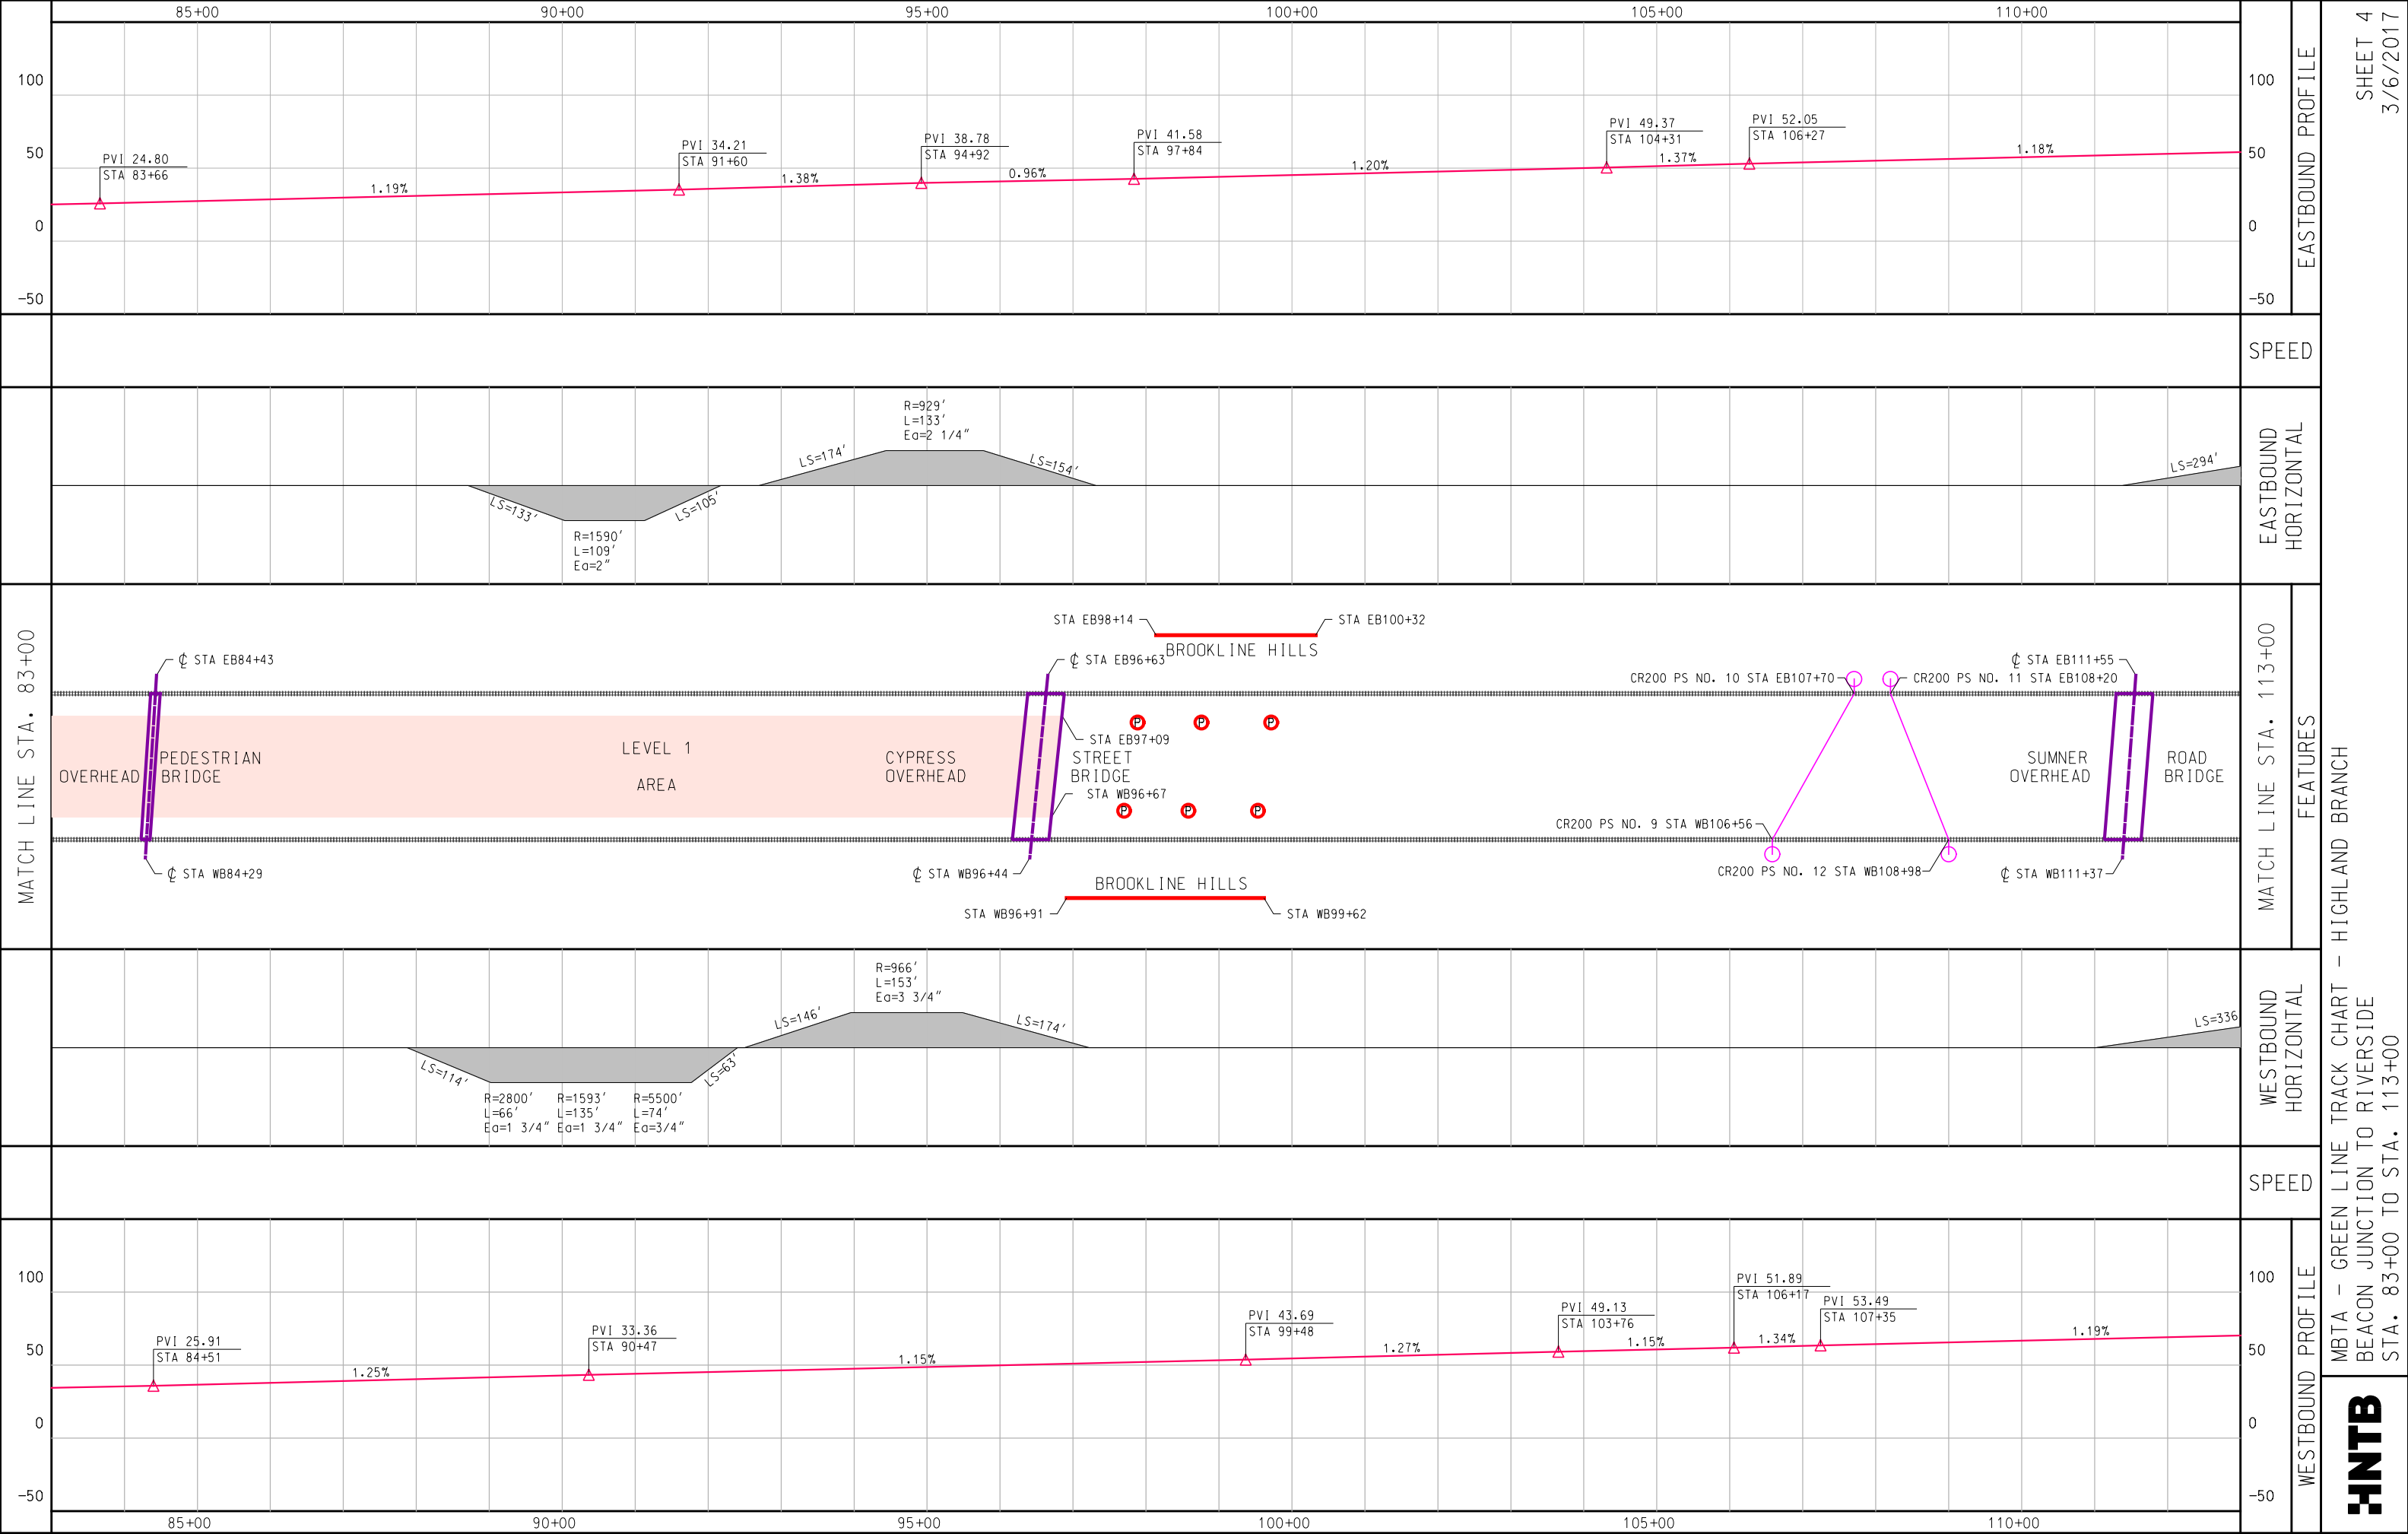 85+00 90+00 95+00 100+00 105+00 110+00
100
50
0
−50
PVI 24.80
STA 83+66
1.19%
PVI 34.21
STA 91+60
1.38%
PVI 38.78
STA 94+92
0.96%
PVI 41.58
STA 97+84
1.20%
PVI 49.37
STA 104+31
1.37%
PVI 52.05
STA 106+27
1.18%
100
50
0
−50
EASTBOUND PROFILE
SPEED
LS=133′
R=1590′
L=109′
Ea=2″
LS=105′
LS=174′
R=929′
L=133′
Ea=2 1/4″
LS=154′
LS=294′
EASTBOUND
HORIZONTAL
MATCH LINE STA. 83+00
℄ STA EB84+43
OVERHEAD
PEDESTRIAN
BRIDGE
℄ STA WB84+29
LEVEL 1
AREA
CYPRESS
OVERHEAD
STREET
BRIDGE
℄ STA EB96+63
STA EB97+09
STA WB96+67
℄ STA WB96+44
STA EB98+14
STA EB100+32
BROOKLINE HILLS
P P P
P P P
BROOKLINE HILLS
STA WB96+91
STA WB99+62
CR200 PS NO. 10 STA EB107+70
CR200 PS NO. 11 STA EB108+20
CR200 PS NO. 9 STA WB106+56
CR200 PS NO. 12 STA WB108+98
℄ STA EB111+55
SUMNER
OVERHEAD
ROAD
BRIDGE
℄ STA WB111+37
MATCH LINE STA. 113+00
FEATURES
LS=114′
R=2800′
L=66′
Ea=1 3/4″
R=1593′
L=135′
Ea=1 3/4″
R=5500′
L=74′
Ea=3/4″
LS=63′
LS=146′
R=966′
L=153′
Ea=3 3/4″
LS=174′
LS=336
WESTBOUND
HORIZONTAL
SPEED
100
50
0
−50
PVI 25.91
STA 84+51
1.25%
PVI 33.36
STA 90+47
1.15%
PVI 43.69
STA 99+48
1.27%
PVI 49.13
STA 103+76
1.15%
PVI 51.89
STA 106+17
1.34%
PVI 53.49
STA 107+35
1.19%
100
50
0
−50
WESTBOUND PROFILE
85+00 90+00 95+00 100+00 105+00 110+00
SHEET 4
3/6/2017
MBTA − GREEN LINE TRACK CHART − HIGHLAND BRANCH
BEACON JUNCTION TO RIVERSIDE
STA. 83+00 TO STA. 113+00
HNTB